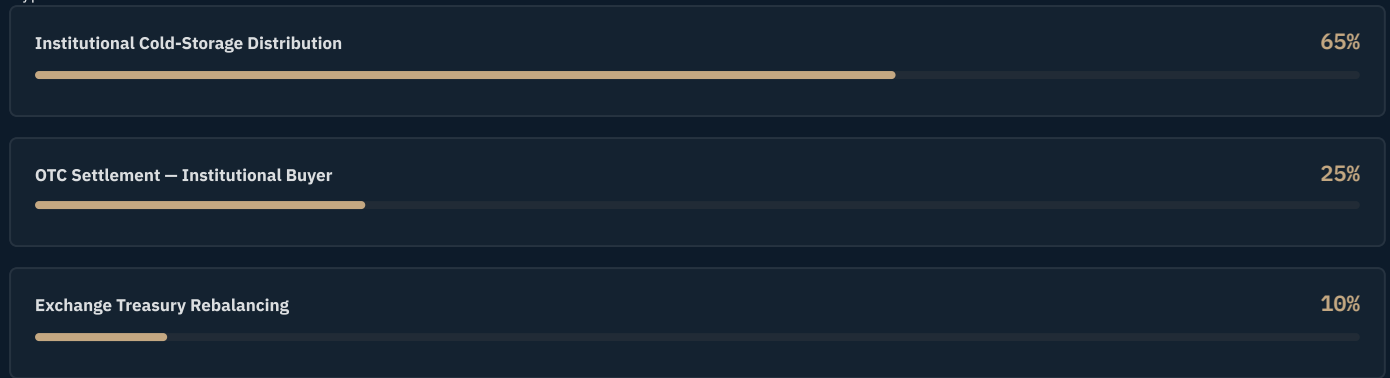 Institutional Cold-Storage Distribution
65%
OTC Settlement — Institutional Buyer
25%
Exchange Treasury Rebalancing
10%